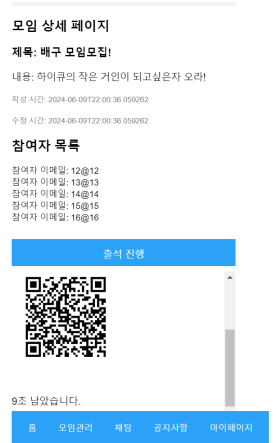 모임 상세 페이지
제목: 배구 모임모집!
내용: 하이큐의 작은 거인이 되고싶은자 오라!
작성 시간: 2024-06-09T22:00:36.059262
수정 시간: 2024-06-09T22:00:36.059262
참여자 목록
참여자 이메일: 12@12
참여자 이메일: 13@13
참여자 이메일: 14@14
참여자 이메일: 15@15
참여자 이메일: 16@16
출석 진행
9초 남았습니다.
홈 모임관리 채팅 공지사항 마이페이지